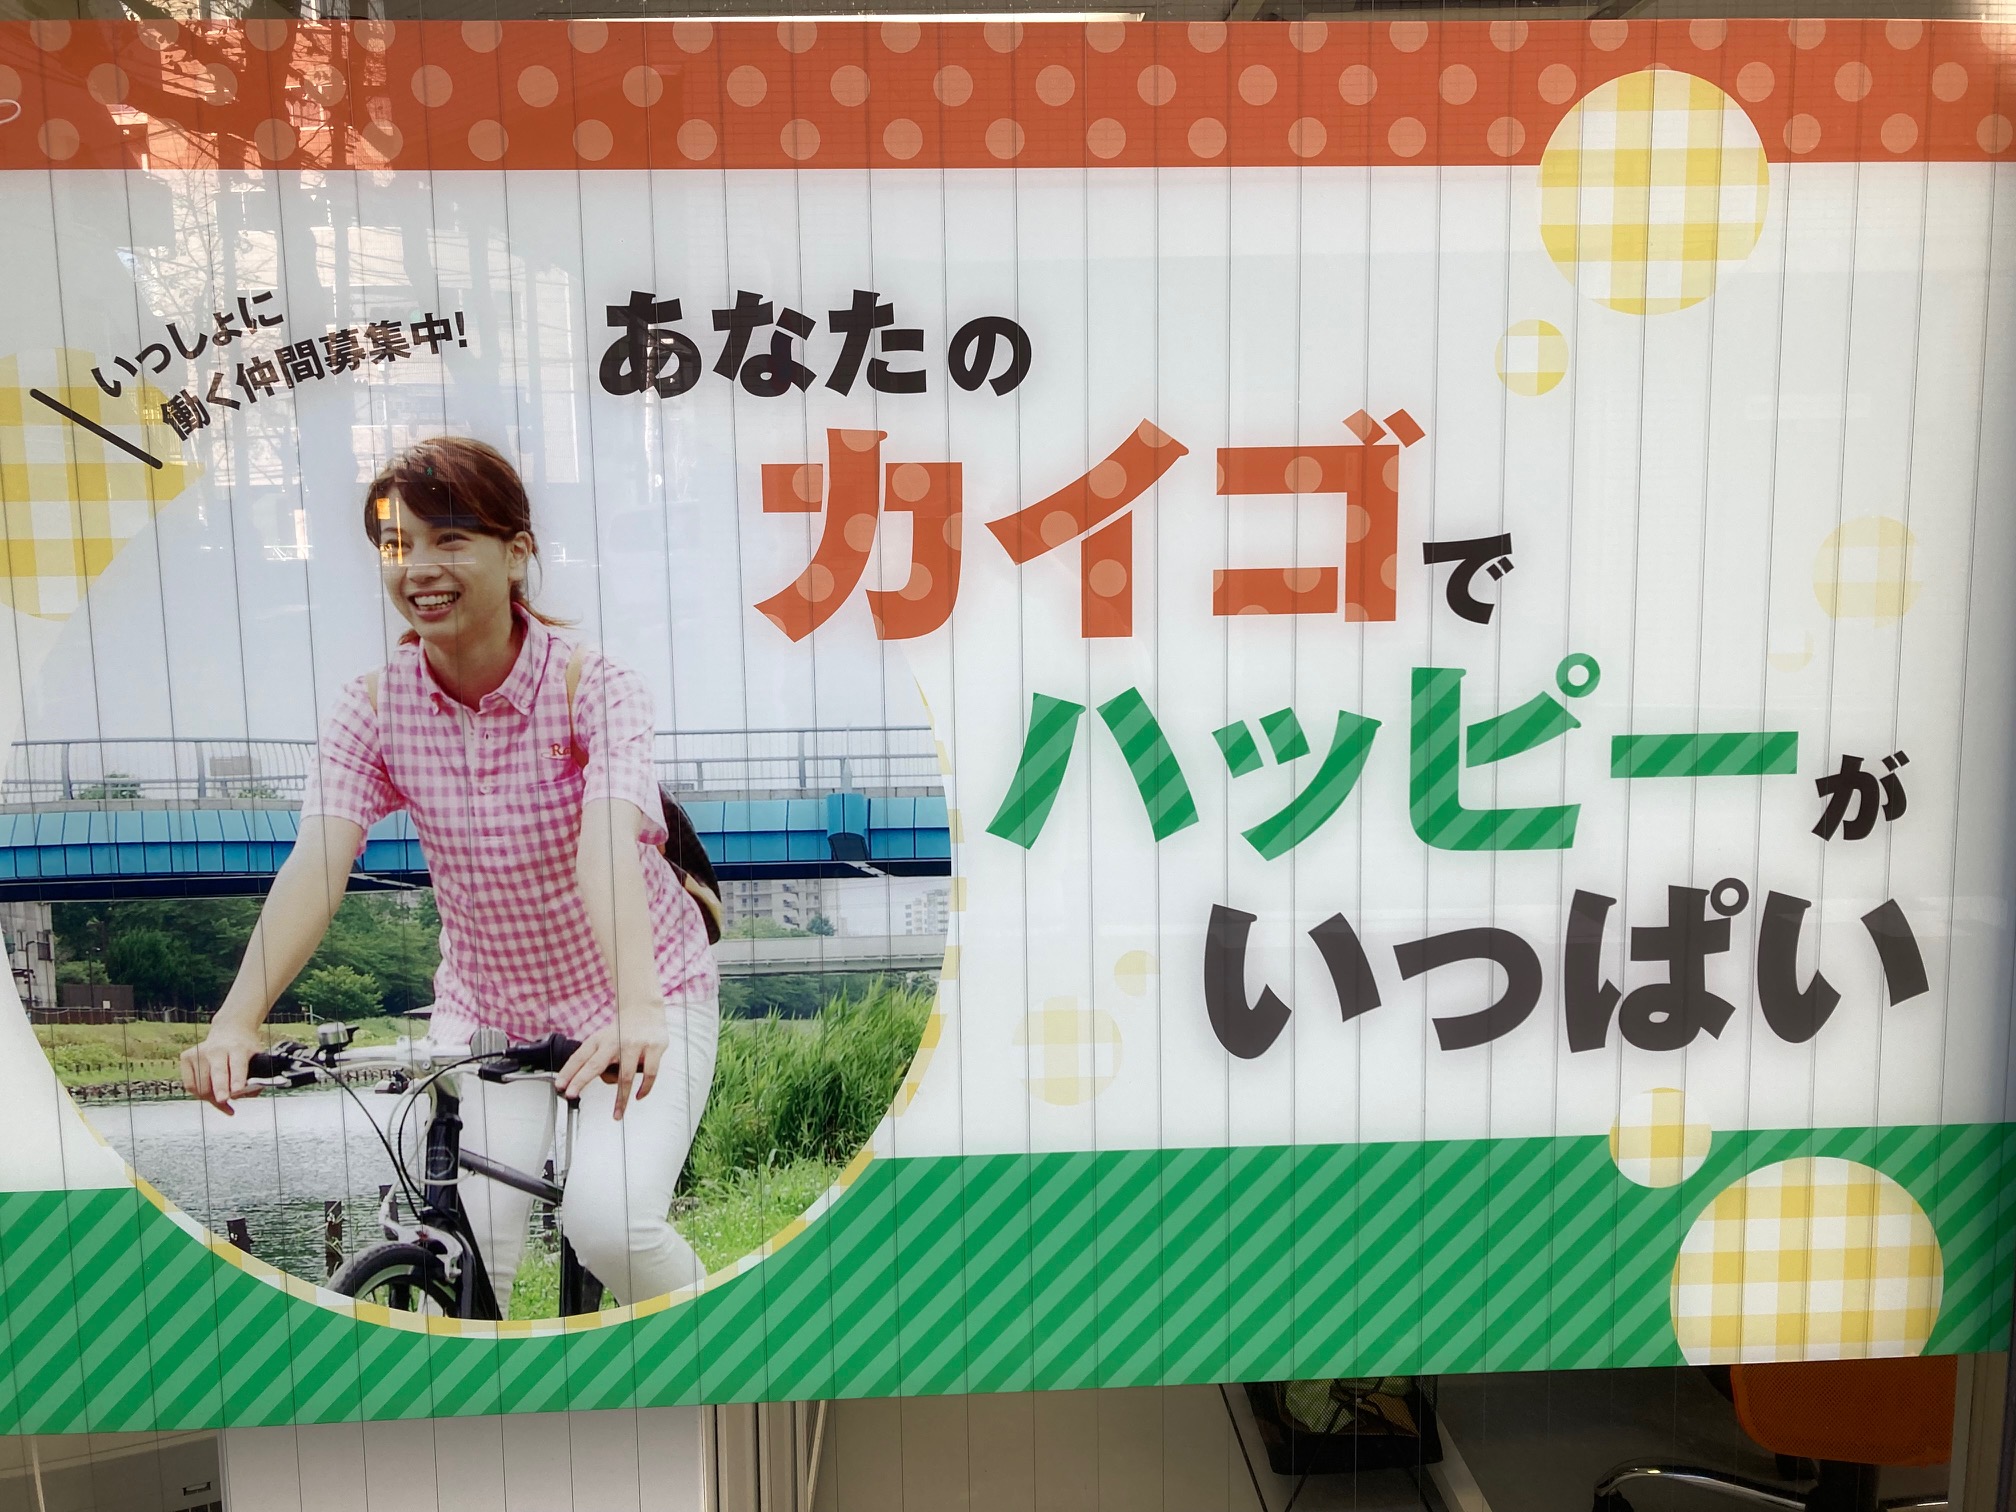 いっしょに
働く仲間募集中!
あなたの
カイゴで
ハッピーが
いっぱい